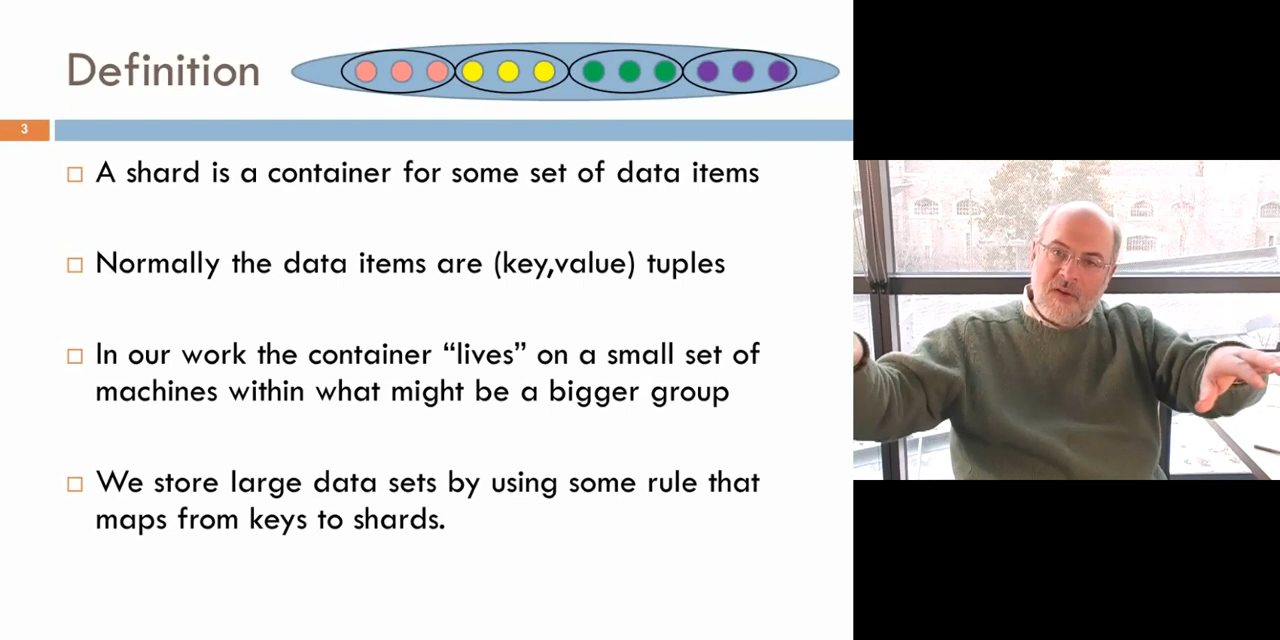 Definition
3
A shard is a container for some set of data items
Normally the data items are (key,value) tuples
In our work the container “lives” on a small set of
machines within what might be a bigger group
We store large data sets by using some rule that
maps from keys to shards.